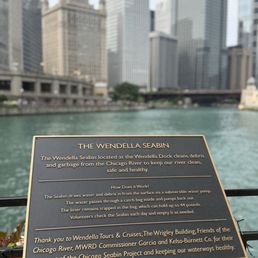 THE WENDELLA SEABIN
The Wendella Seabin located at the Wendella Dock cleans debris
and garbage from the Chicago River to keep our river clean,
safe and healthy.
How Does it Work?
The Seabin draws water and debris in from the surface via a submersible water pump.
The water passes through a catch bag inside and pumps back out.
The litter remains trapped in the bag, which can hold up to 44 pounds.
Volunteers check the Seabin each day and empty it as needed.
Thank you to Wendella Tours & Cruises, The Wrigley Building, Friends of the
Chicago River, MWRD Commissioner Garcia and Kelso-Burnett Co. for their
of the Chicago Seabin Project and keeping our waterways healthy.